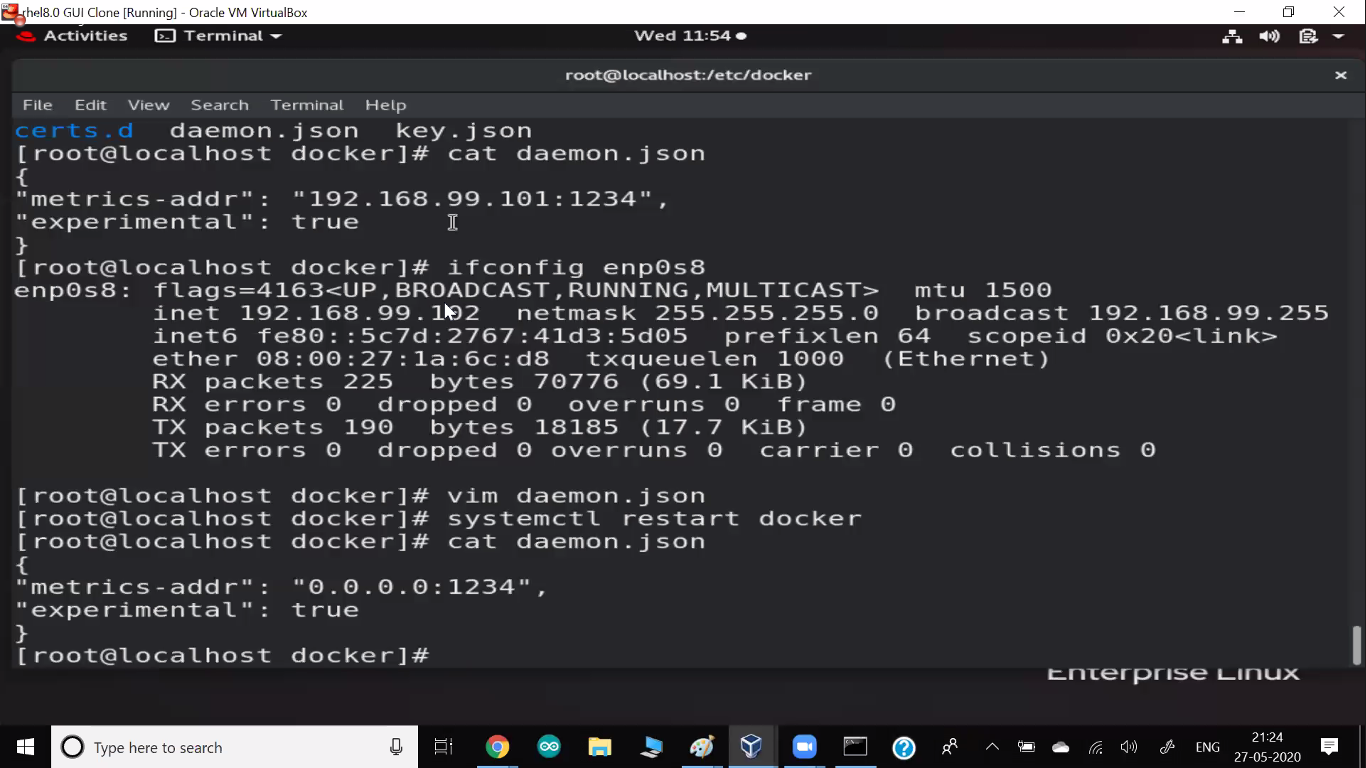 rhel8.0 GUI Clone [Running] - Oracle VM VirtualBox
Activities Terminal Wed 11:54
root@localhost:/etc/docker
File Edit View Search Terminal Help
certs.d daemon.json key.json
[root@localhost docker]# cat daemon.json
{
"metrics-addr": "192.168.99.101:1234",
"experimental": true
}
[root@localhost docker]# ifconfig enp0s8
enp0s8: flags=4163<UP,BROADCAST,RUNNING,MULTICAST> mtu 1500
inet 192.168.99.102 netmask 255.255.255.0 broadcast 192.168.99.255
inet6 fe80::5c7d:2767:41d3:5d05 prefixlen 64 scopeid 0x20<link>
ether 08:00:27:1a:6c:d8 txqueuelen 1000 (Ethernet)
RX packets 225 bytes 70776 (69.1 KiB)
RX errors 0 dropped 0 overruns 0 frame 0
TX packets 190 bytes 18185 (17.7 KiB)
TX errors 0 dropped 0 overruns 0 carrier 0 collisions 0
[root@localhost docker]# vim daemon.json
[root@localhost docker]# systemctl restart docker
[root@localhost docker]# cat daemon.json
{
"metrics-addr": "0.0.0.0:1234",
"experimental": true
}
[root@localhost docker]#
Enterprise Linux
Type here to search
ENG
21:24
27-05-2020